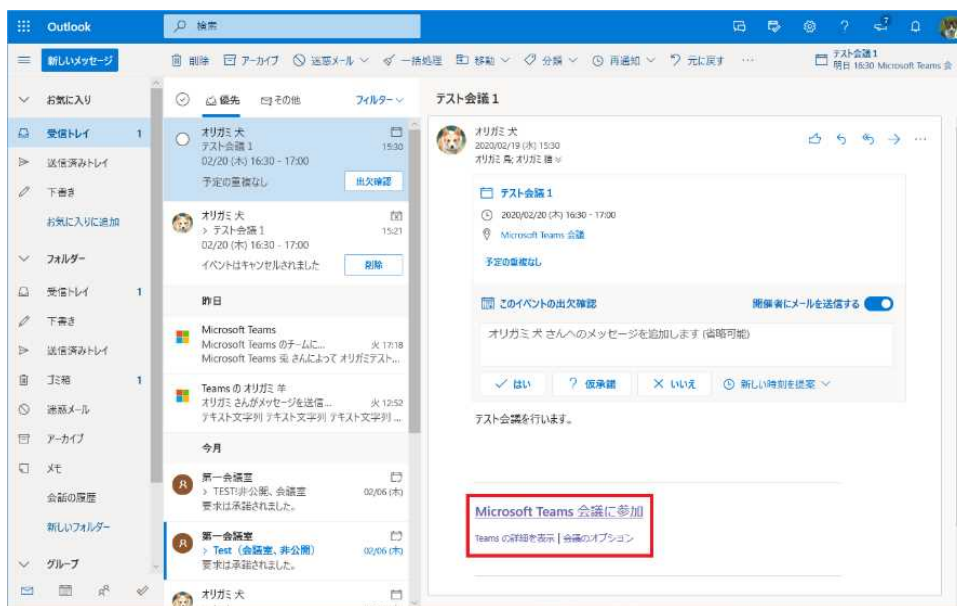 Outlook
検索
新しいメッセージ
削除 アーカイブ 迷惑メール 一括処理 移動 分類 再通知 元に戻す ...
テスト会議 1
明日 16:30 Microsoft Teams 会
お気に入り
受信トレイ 1
送信済みトレイ
下書き
お気に入りに追加
フォルダー
受信トレイ 1
下書き
送信済みトレイ
ごみ箱 1
迷惑メール
アーカイブ
メモ
会話の履歴
新しいフォルダー
グループ
優先 その他 フィルター
オリガミ 犬
テスト会議 1 15:30
02/20 (木) 16:30 - 17:00
予定の重複なし 出欠確認
オリガミ 犬
> テスト会議 1 15:21
02/20 (木) 16:30 - 17:00
イベントはキャンセルされました 削除
昨日
Microsoft Teams
Microsoft Teams のチームに... 火 17:18
Microsoft Teams 兎 さんによって オリガミテスト...
Teams の オリガミ 羊
オリガミ さんがメッセージを送信... 火 12:52
テキスト文字列 テキスト文字列 テキスト文字列 ...
今月
R 第一会議室
> TEST!非公開、会議室 02/06 (木)
要求は承諾されました。
R 第一会議室
> Test（会議室、非公開） 02/06 (木)
要求は承諾されました。
オリガミ 犬
テスト会議 1
オリガミ 犬
2020/02/19 (水) 15:30
オリガミ 鳥; オリガミ 猫
テスト会議 1
2020/02/20 (木) 16:30 - 17:00
Microsoft Teams 会議
予定の重複なし
このイベントの出欠確認 開催者にメールを送信する
オリガミ 犬 さんへのメッセージを追加します (省略可能)
はい ? 仮承諾 いいえ 新しい時刻を提案
テスト会議を行います。
Microsoft Teams 会議に参加
Teams の詳細を表示 | 会議のオプション